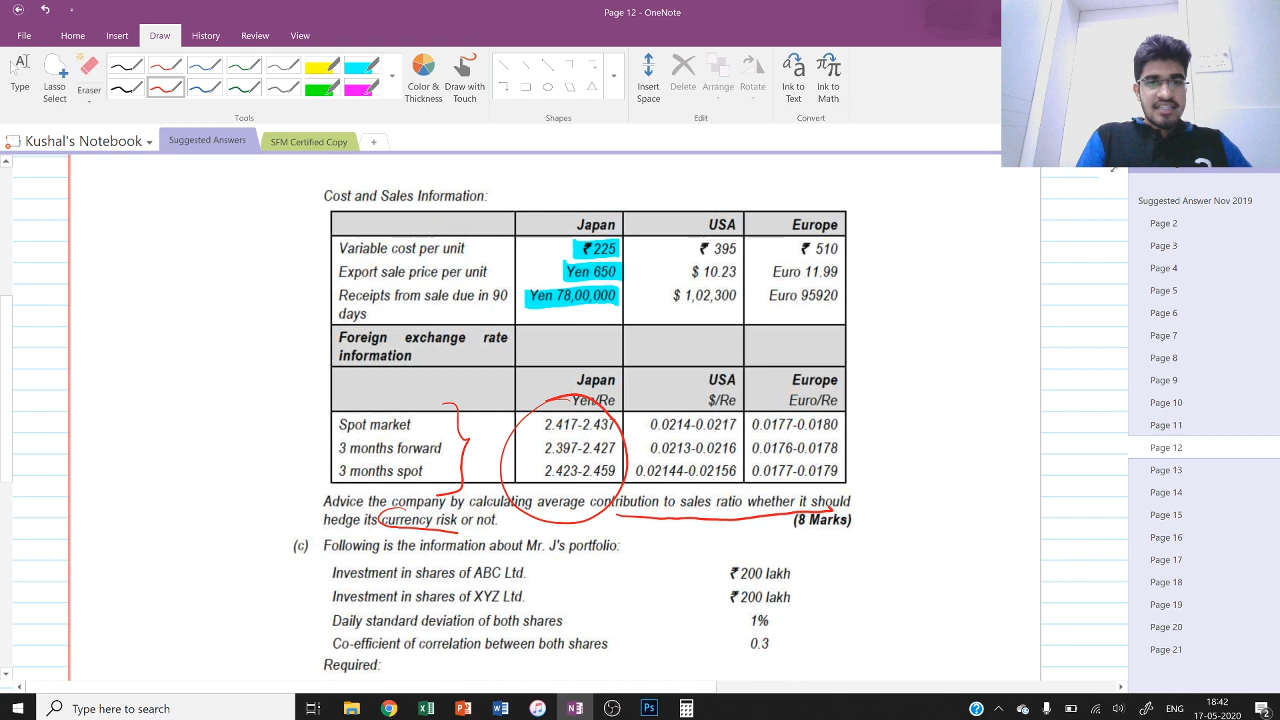 Page 12 - OneNote
File Home Insert Draw History Review View
Type
Lasso Select
Eraser
Color & Thickness
Draw with Touch
Insert Space
Delete
Arrange
Rotate
Ink to Text
Ink to Math
Tools Shapes Edit Convert
Kushal's Notebook Suggested Answers SFM Certified Copy
Cost and Sales Information:
Japan USA Europe
Variable cost per unit ₹ 225 ₹ 395 ₹ 510
Export sale price per unit Yen 650 $ 10.23 Euro 11.99
Receipts from sale due in 90 Yen 78,00,000 $ 1,02,300 Euro 95920
days
Foreign exchange rate
information
Japan USA Europe
Yen/Re $/Re Euro/Re
Spot market 2.417-2.437 0.0214-0.0217 0.0177-0.0180
3 months forward 2.397-2.427 0.0213-0.0216 0.0176-0.0178
3 months spot 2.423-2.459 0.02144-0.02156 0.0177-0.0179
Advice the company by calculating average contribution to sales ratio whether it should
hedge its currency risk or not. (8 Marks)
(c) Following is the information about Mr. J's portfolio:
Investment in shares of ABC Ltd. ₹ 200 lakh
Investment in shares of XYZ Ltd. ₹ 200 lakh
Daily standard deviation of both shares 1%
Co-efficient of correlation between both shares 0.3
Required:
Suggested Answer Nov 2019
Page 2
Page 3
Page 4
Page 5
Page 6
Page 7
Page 8
Page 9
Page 10
Page 11
Page 12
Page 13
Page 14
Page 15
Page 16
Page 17
Page 18
Page 19
Page 20
Page 21
Type here to search
18:42
17-05-2020